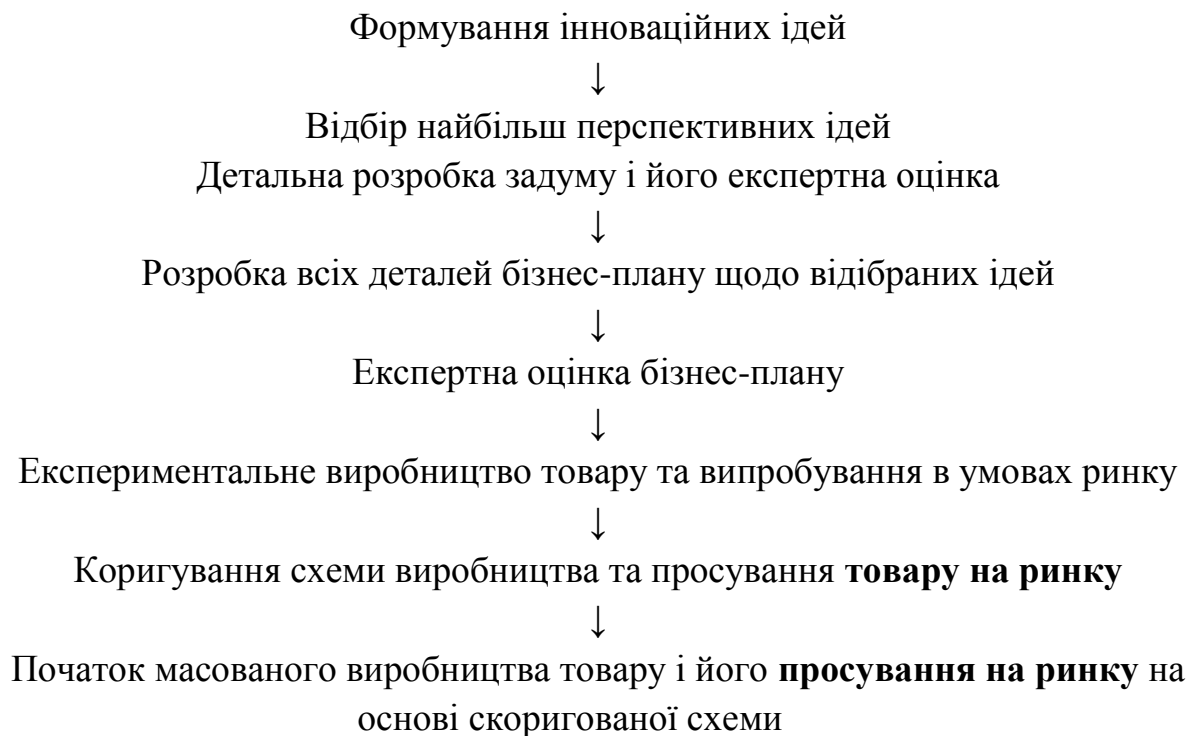 Формування інноваційних ідей
↓
Відбір найбільш перспективних ідей
Детальна розробка задуму і його експертна оцінка
↓
Розробка всіх деталей бізнес-плану щодо відібраних ідей
↓
Експертна оцінка бізнес-плану
↓
Експериментальне виробництво товару та випробування в умовах ринку
↓
Коригування схеми виробництва та просування товару на ринку
↓
Початок масованого виробництва товару і його просування на ринку на
основі скоригованої схеми